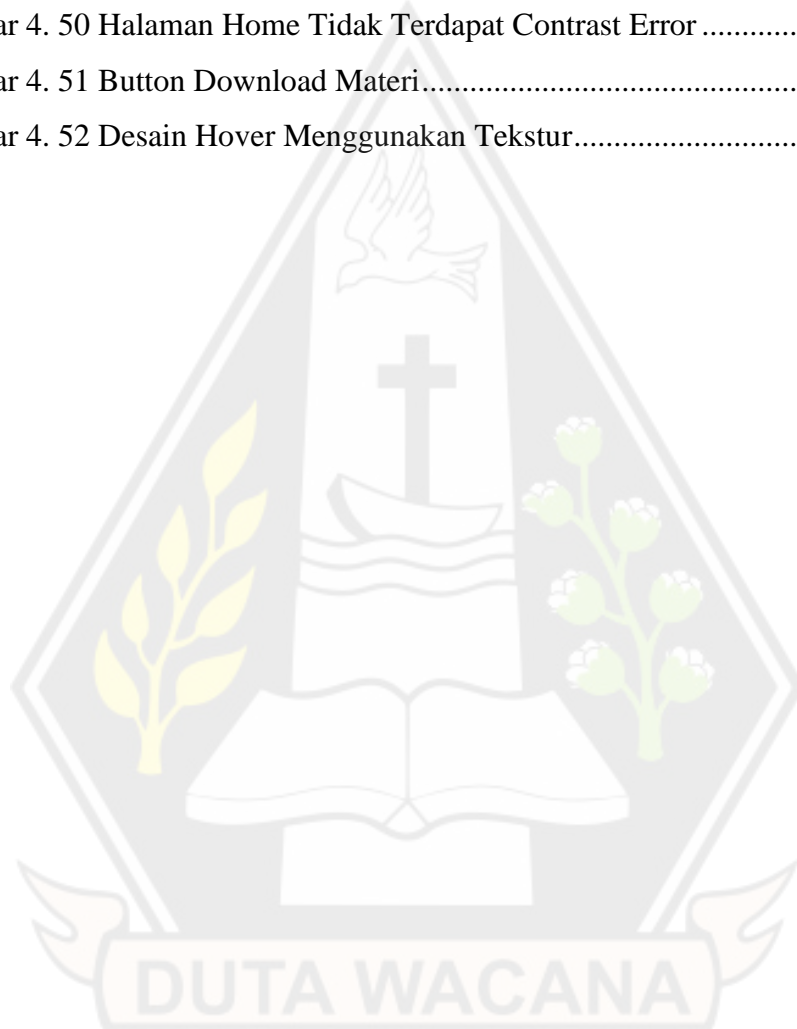 ar 4. 50 Halaman Home Tidak Terdapat Contrast Error ............
ar 4. 51 Button Download Materi...............................................
ar 4. 52 Desain Hover Menggunakan Tekstur............................
DUTA WACANA